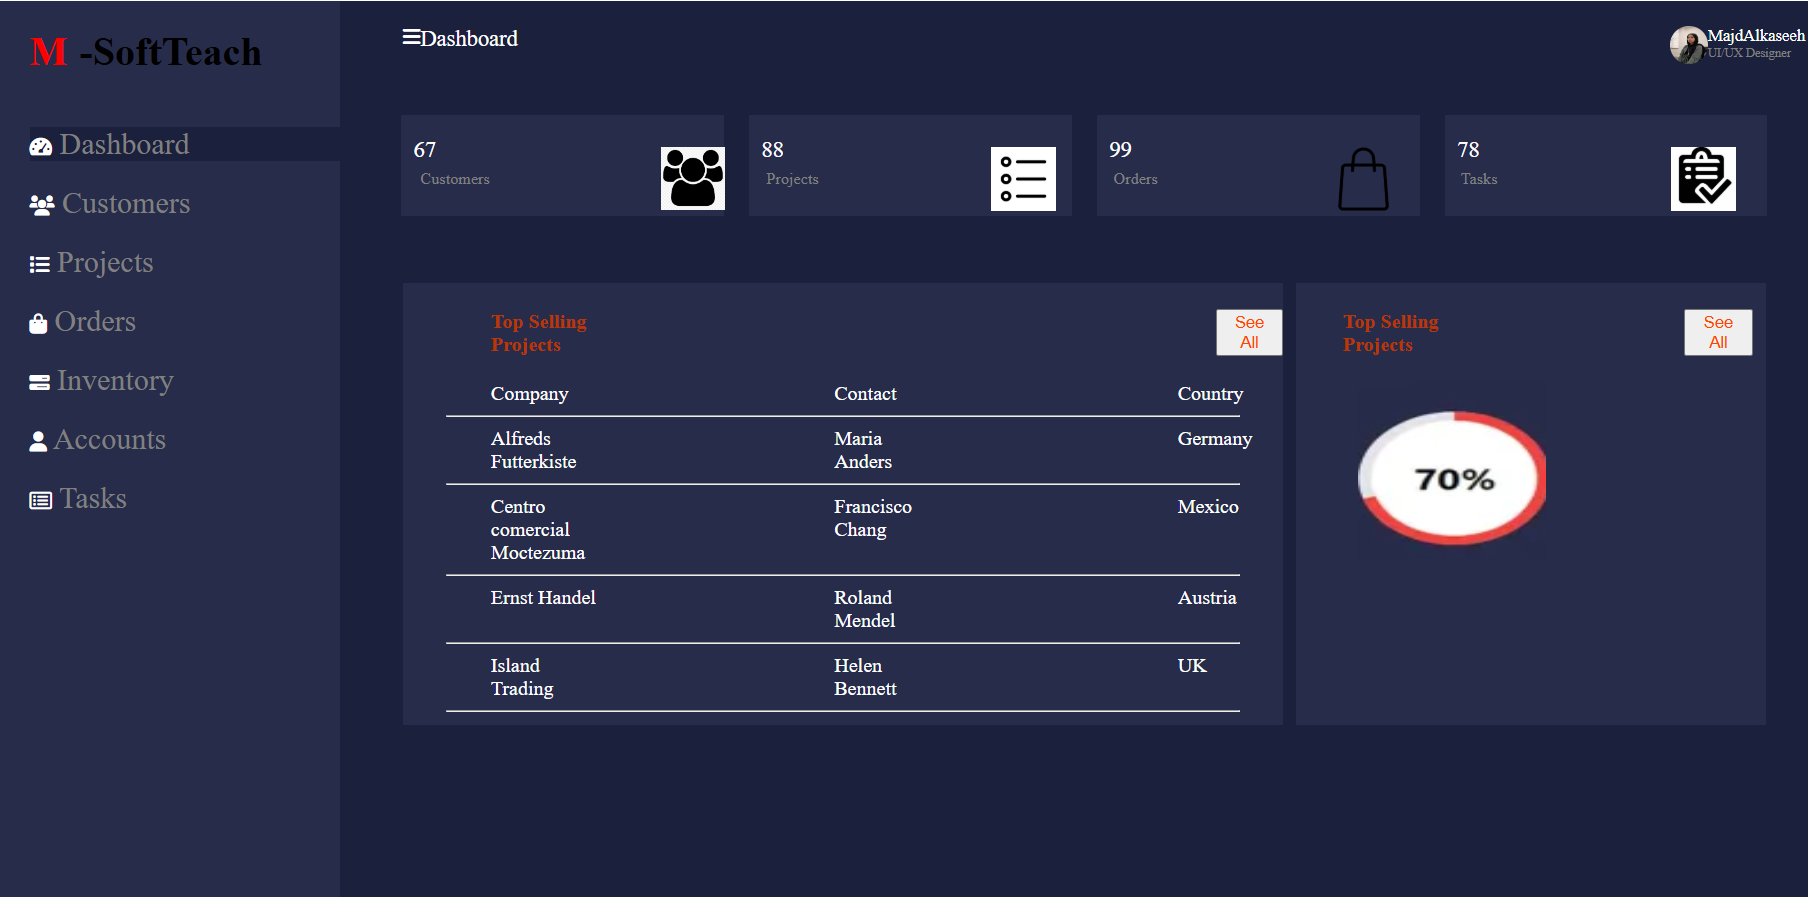 M -SoftTeach
Dashboard
Customers
Projects
Orders
Inventory
Accounts
Tasks
Dashboard
MajdAlkaseeh
UI/UX Designer
67
Customers
88
Projects
99
Orders
78
Tasks
Top Selling
Projects
See
All
Company Contact Country
Alfreds
Futterkiste
Maria
Anders
Germany
Centro
comercial
Moctezuma
Francisco
Chang
Mexico
Ernst Handel
Roland
Mendel
Austria
Island
Trading
Helen
Bennett
UK
Top Selling
Projects
See
All
70%